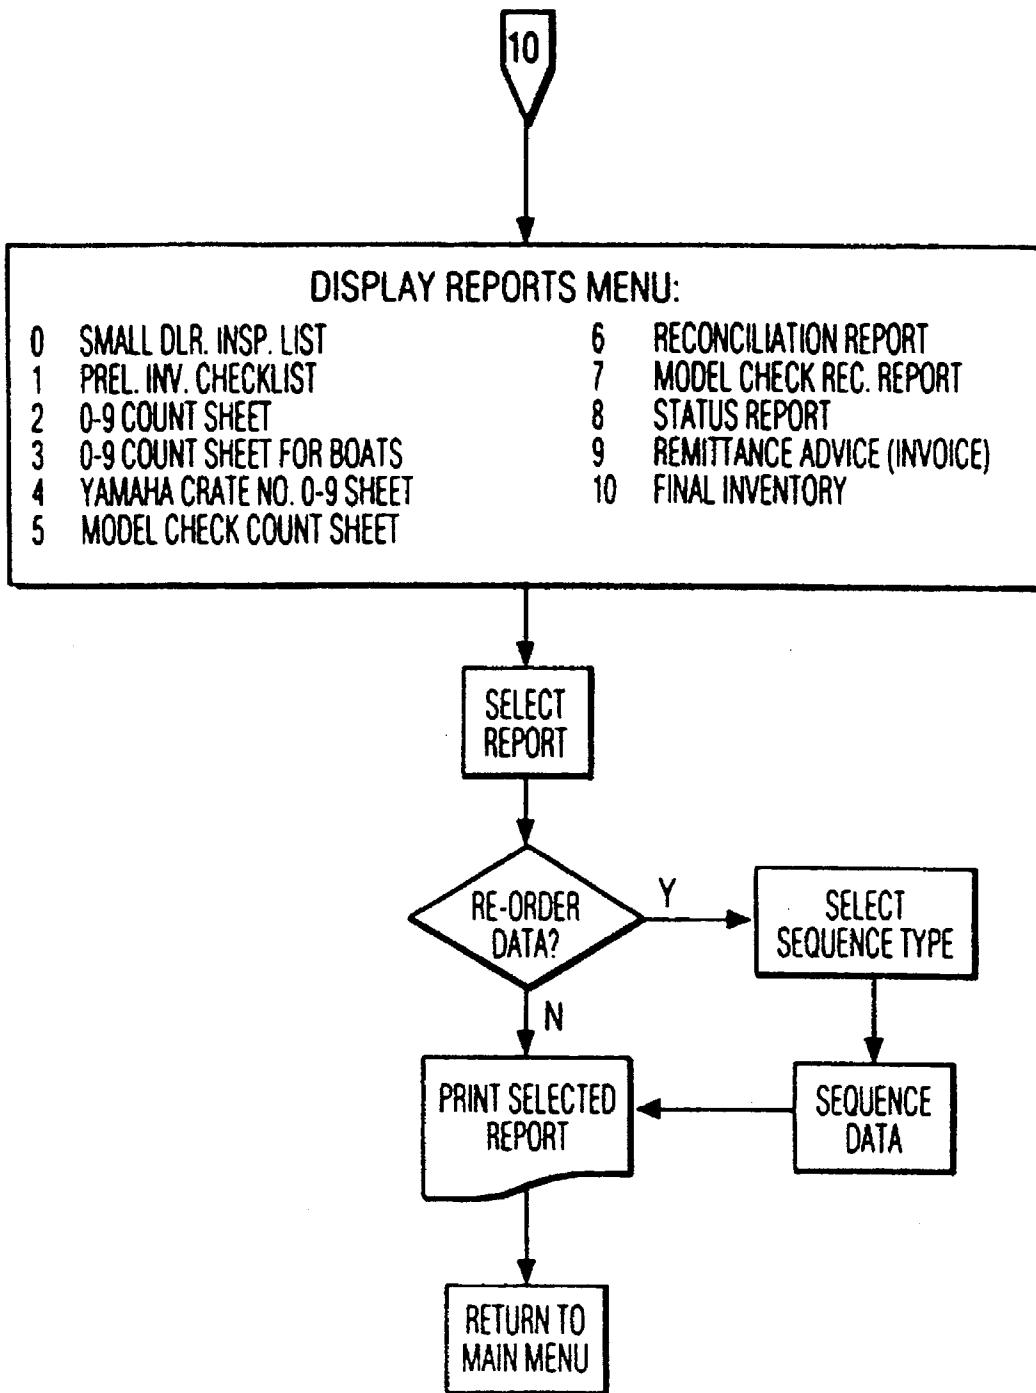 10
DISPLAY REPORTS MENU:
0 SMALL DLR. INSP. LIST
1 PREL. INV. CHECKLIST
2 0-9 COUNT SHEET
3 0-9 COUNT SHEET FOR BOATS
4 YAMAHA CRATE NO. 0-9 SHEET
5 MODEL CHECK COUNT SHEET
6 RECONCILIATION REPORT
7 MODEL CHECK REC. REPORT
8 STATUS REPORT
9 REMITTANCE ADVICE (INVOICE)
10 FINAL INVENTORY
SELECT
REPORT
RE-ORDER
DATA?
Y
SELECT
SEQUENCE TYPE
N
SEQUENCE
DATA
PRINT SELECTED
REPORT
RETURN TO
MAIN MENU